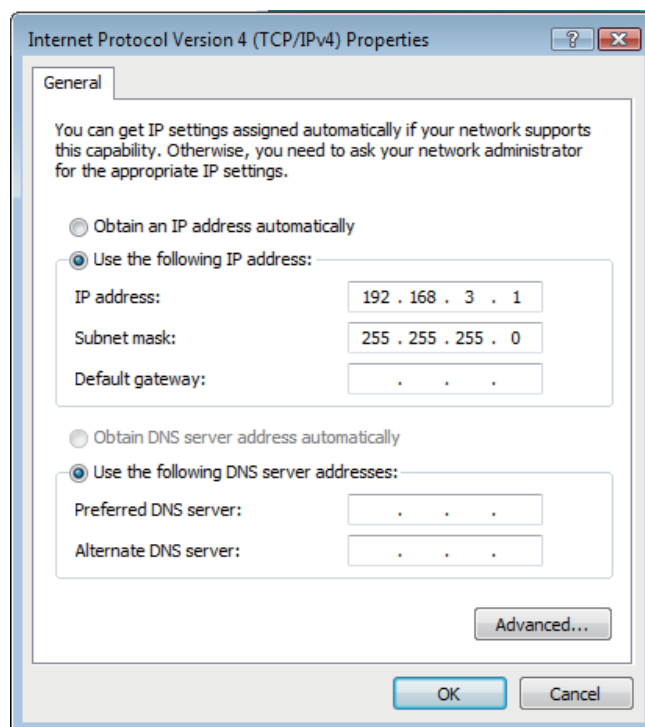 Internet Protocol Version 4 (TCP/IPv4) Properties
?
General
You can get IP settings assigned automatically if your network supports
this capability. Otherwise, you need to ask your network administrator
for the appropriate IP settings.
Obtain an IP address automatically
Use the following IP address:
IP address: 192 . 168 . 3 . 1
Subnet mask: 255 . 255 . 255 . 0
Default gateway: . . .
Obtain DNS server address automatically
Use the following DNS server addresses:
Preferred DNS server: . . .
Alternate DNS server: . . .
Advanced...
OK Cancel